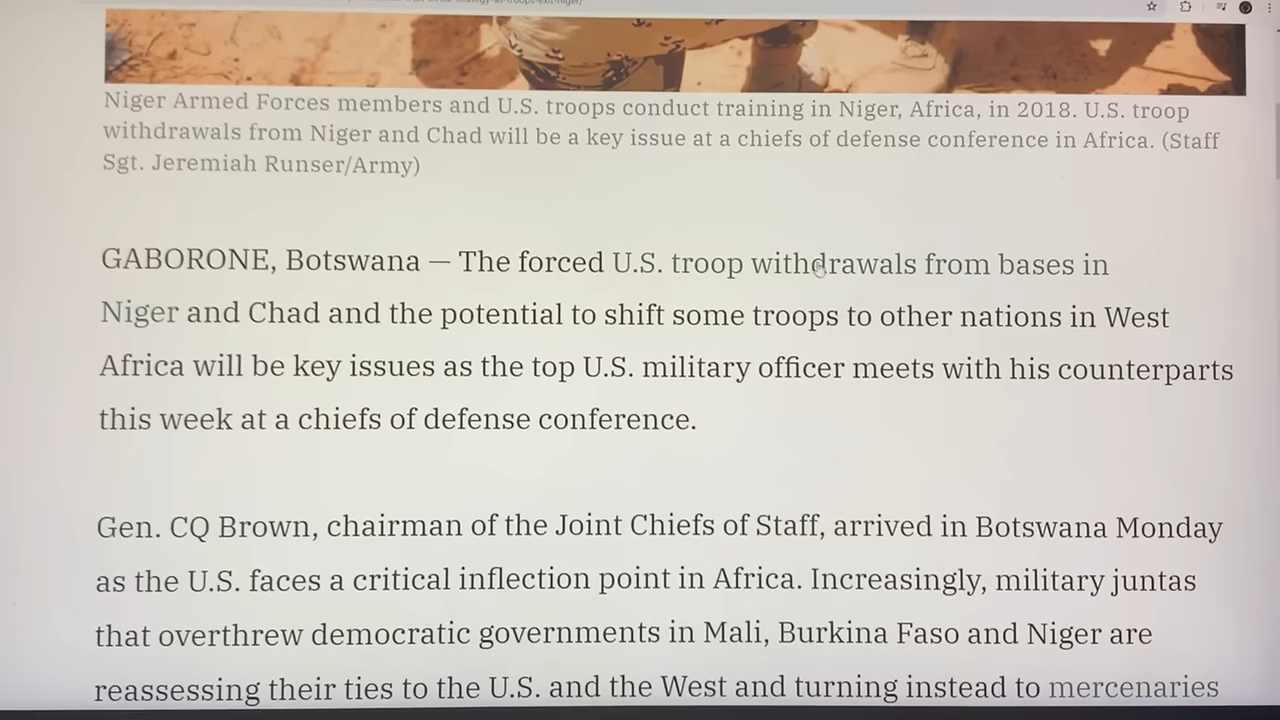 Niger Armed Forces members and U.S. troops conduct training in Niger, Africa, in 2018. U.S. troop
withdrawals from Niger and Chad will be a key issue at a chiefs of defense conference in Africa. (Staff
Sgt. Jeremiah Runser/Army)
GABORONE, Botswana — The forced U.S. troop withdrawals from bases in
Niger and Chad and the potential to shift some troops to other nations in West
Africa will be key issues as the top U.S. military officer meets with his counterparts
this week at a chiefs of defense conference.
Gen. CQ Brown, chairman of the Joint Chiefs of Staff, arrived in Botswana Monday
as the U.S. faces a critical inflection point in Africa. Increasingly, military juntas
that overthrew democratic governments in Mali, Burkina Faso and Niger are
reassessing their ties to the U.S. and the West and turning instead to mercenaries